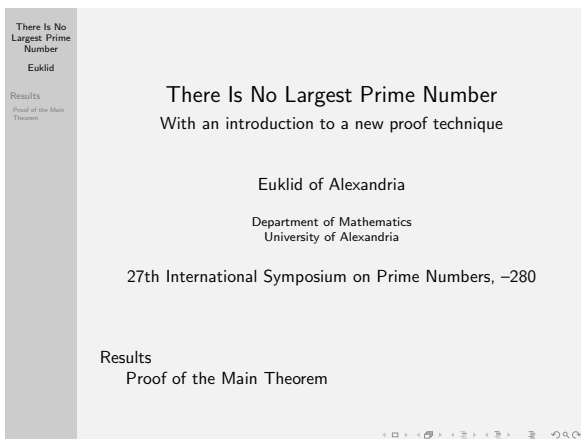 There Is No
Largest Prime
Number
Euklid
Results
Proof of the Main
Theorem
There Is No Largest Prime Number
With an introduction to a new proof technique
Euklid of Alexandria
Department of Mathematics
University of Alexandria
27th International Symposium on Prime Numbers, –280
Results
Proof of the Main Theorem